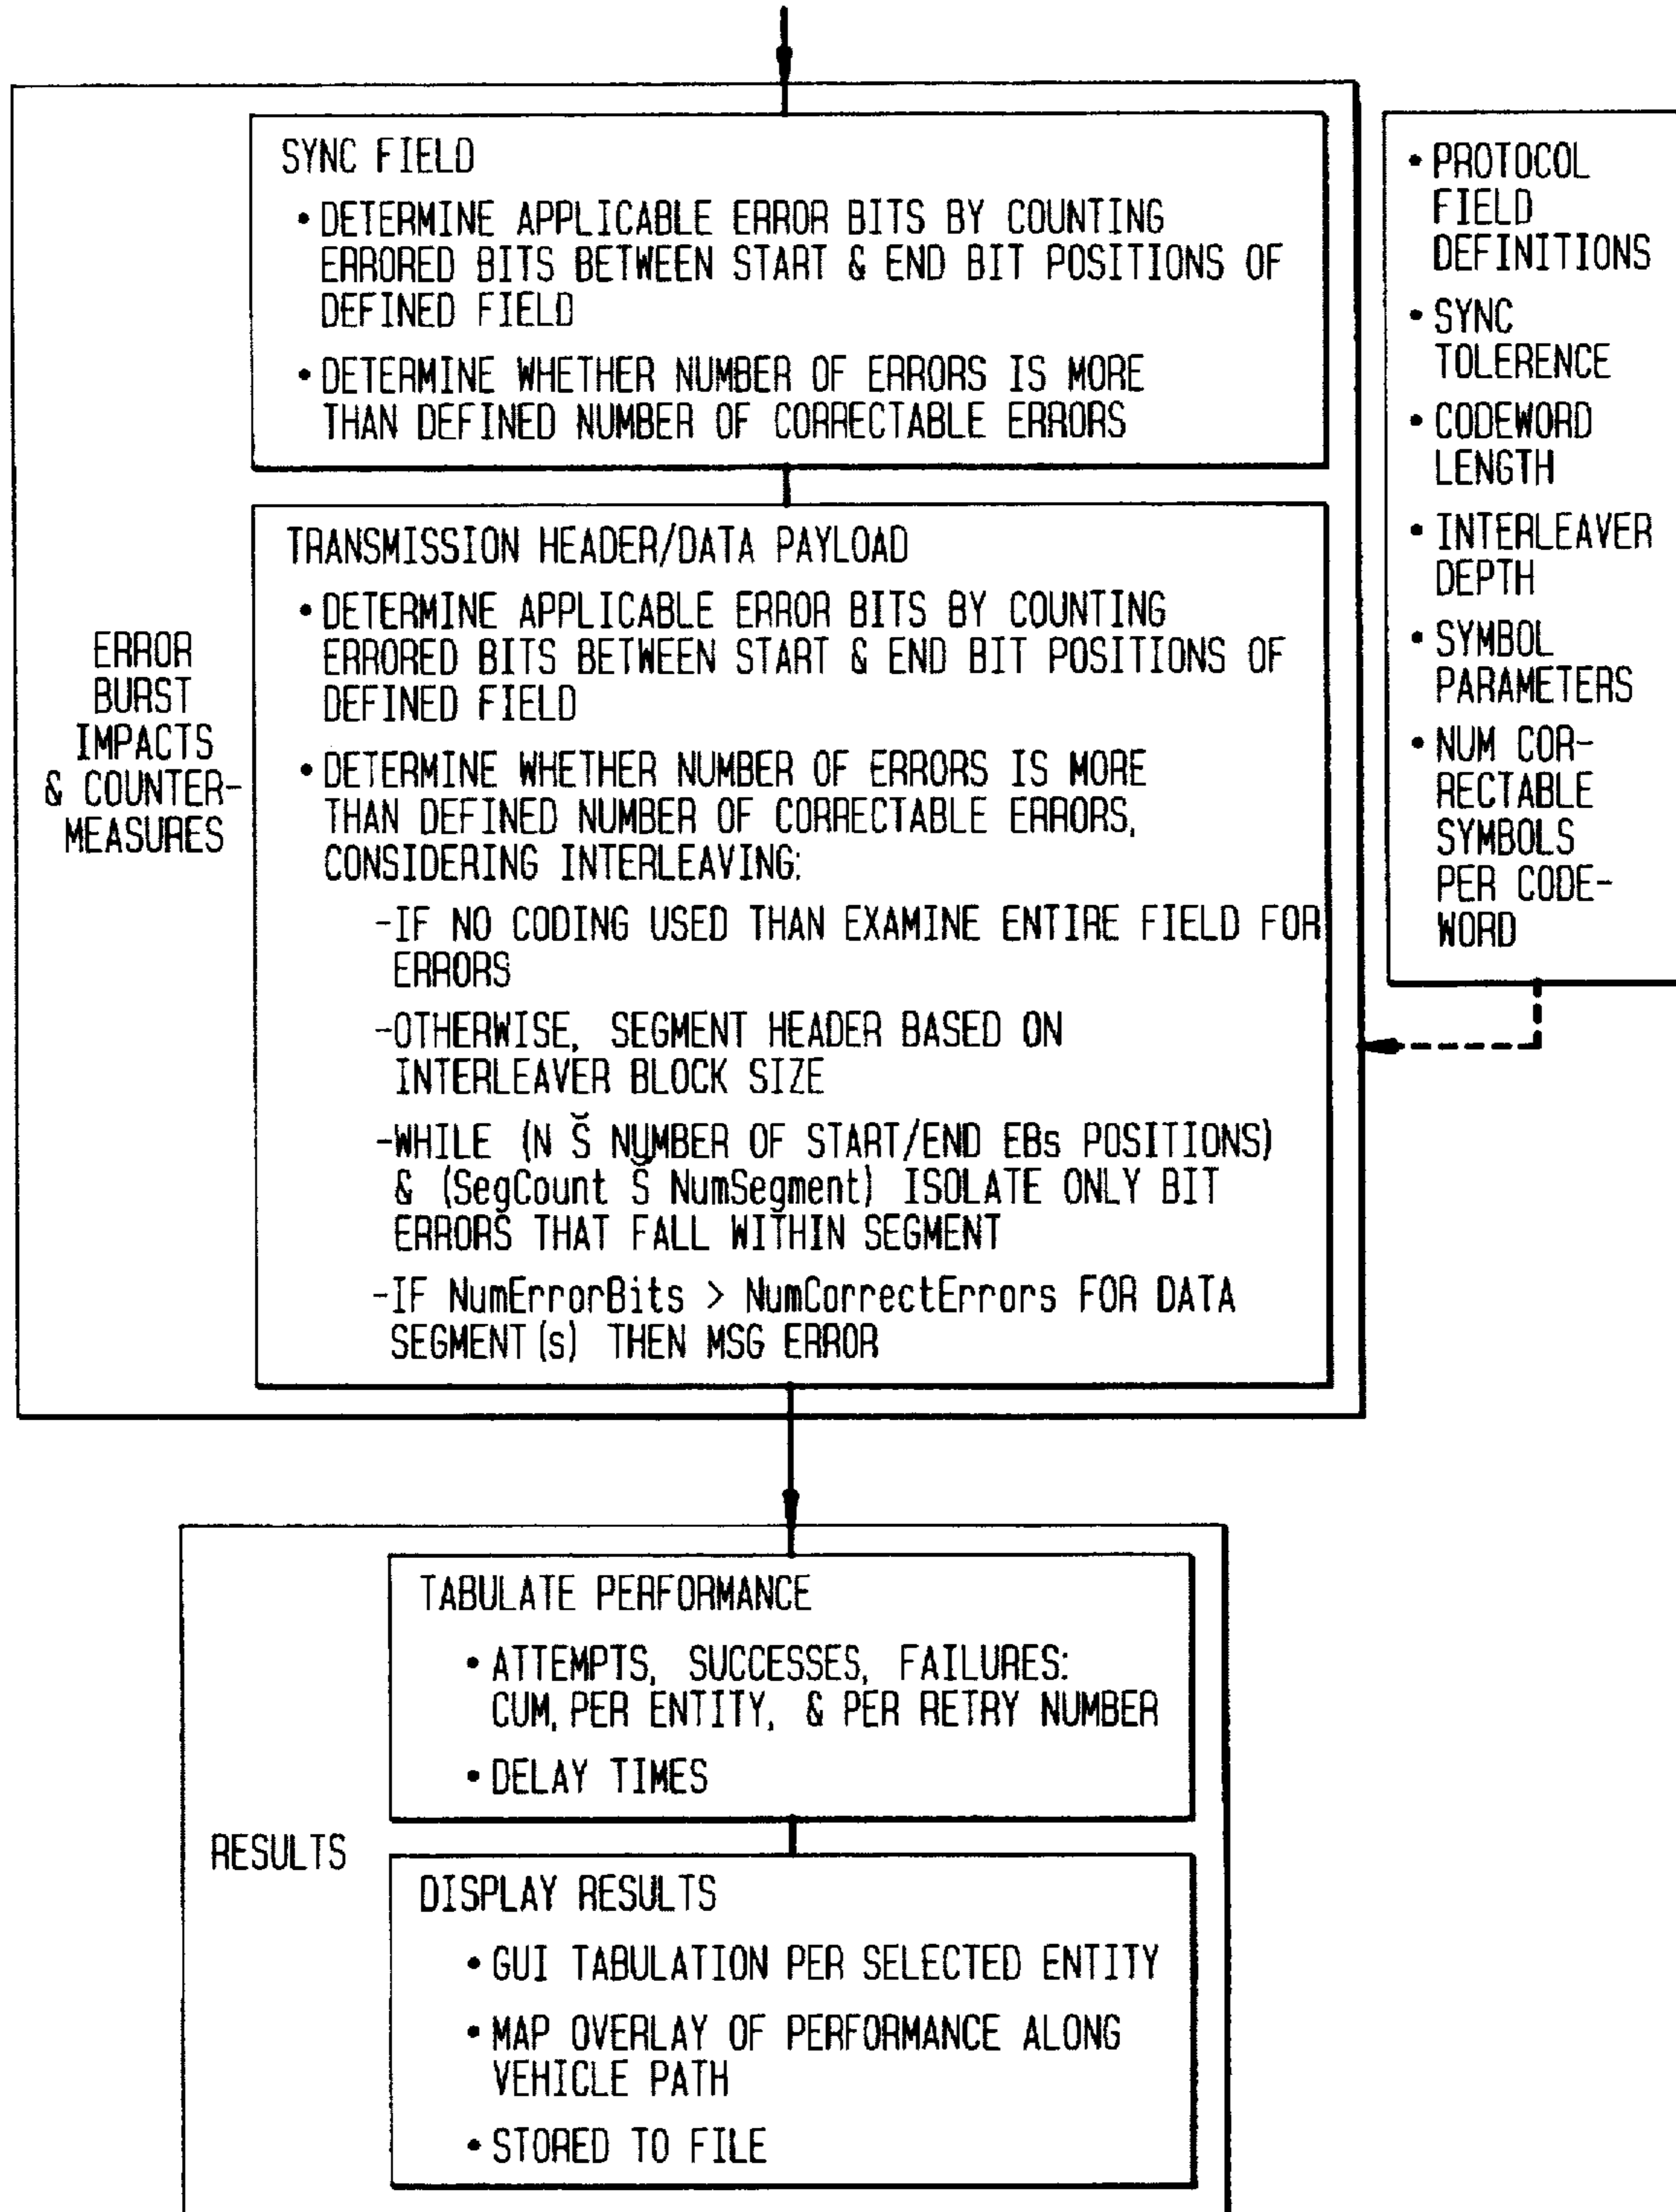 SYNC FIELD
• DETERMINE APPLICABLE ERROR BITS BY COUNTING
ERRORED BITS BETWEEN START & END BIT POSITIONS OF
DEFINED FIELD
• DETERMINE WHETHER NUMBER OF ERRORS IS MORE
THAN DEFINED NUMBER OF CORRECTABLE ERRORS
ERROR
BURST
IMPACTS
& COUNTER-
MEASURES
TRANSMISSION HEADER/DATA PAYLOAD
• DETERMINE APPLICABLE ERROR BITS BY COUNTING
ERRORED BITS BETWEEN START & END BIT POSITIONS OF
DEFINED FIELD
• DETERMINE WHETHER NUMBER OF ERRORS IS MORE
THAN DEFINED NUMBER OF CORRECTABLE ERRORS,
CONSIDERING INTERLEAVING:
-IF NO CODING USED THAN EXAMINE ENTIRE FIELD FOR
ERRORS
-OTHERWISE, SEGMENT HEADER BASED ON
INTERLEAVER BLOCK SIZE
-WHILE (N Š NUMBER OF START/END EBs POSITIONS)
& (SegCount Š NumSegment) ISOLATE ONLY BIT
ERRORS THAT FALL WITHIN SEGMENT
-IF NumErrorBits > NumCorrectErrors FOR DATA
SEGMENT(s) THEN MSG ERROR
• PROTOCOL
FIELD
DEFINITIONS
• SYNC
TOLERENCE
• CODEWORD
LENGTH
• INTERLEAVER
DEPTH
• SYMBOL
PARAMETERS
• NUM COR-
RECTABLE
SYMBOLS
PER CODE-
WORD
RESULTS
TABULATE PERFORMANCE
• ATTEMPTS, SUCCESSES, FAILURES:
CUM, PER ENTITY, & PER RETRY NUMBER
• DELAY TIMES
DISPLAY RESULTS
• GUI TABULATION PER SELECTED ENTITY
• MAP OVERLAY OF PERFORMANCE ALONG
VEHICLE PATH
• STORED TO FILE